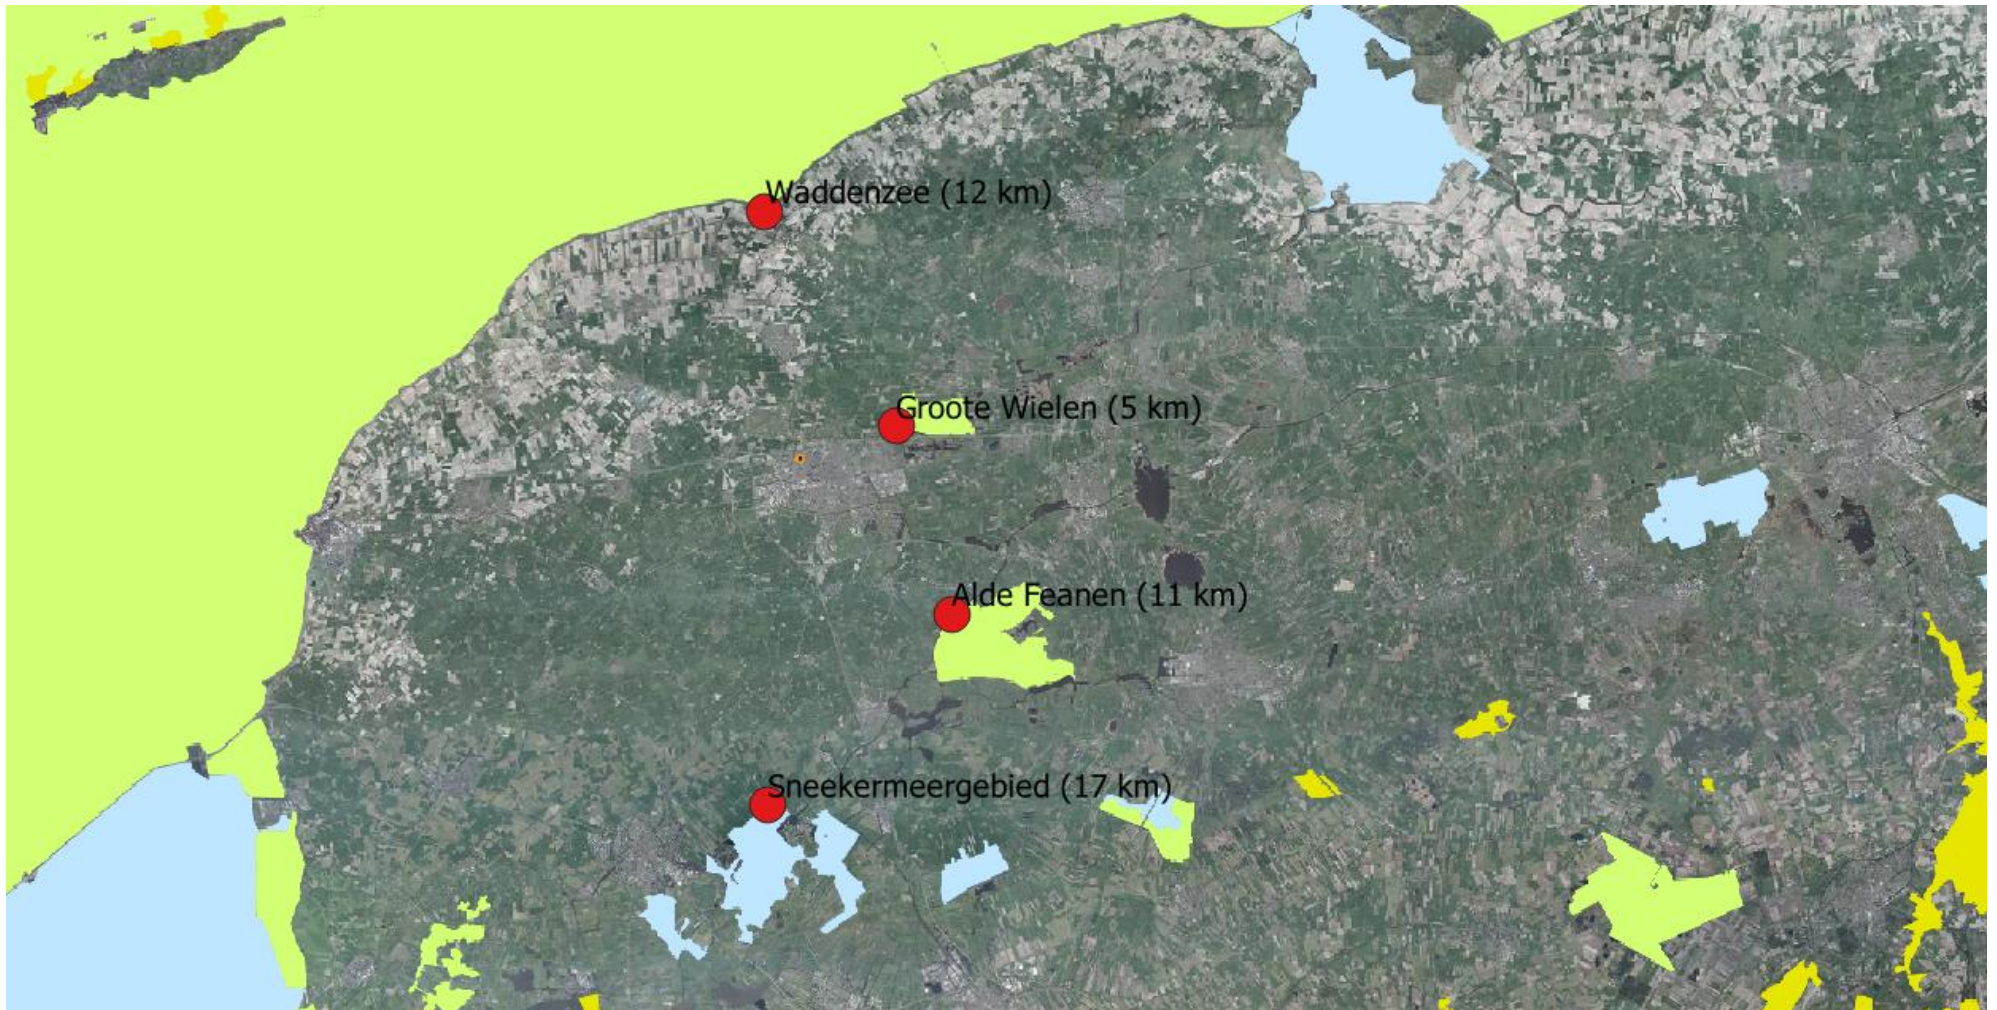 Waddenzee (12 km)
Groote Wielen (5 km)
Alde Feanen (11 km)
Sneekermeergebied (17 km)